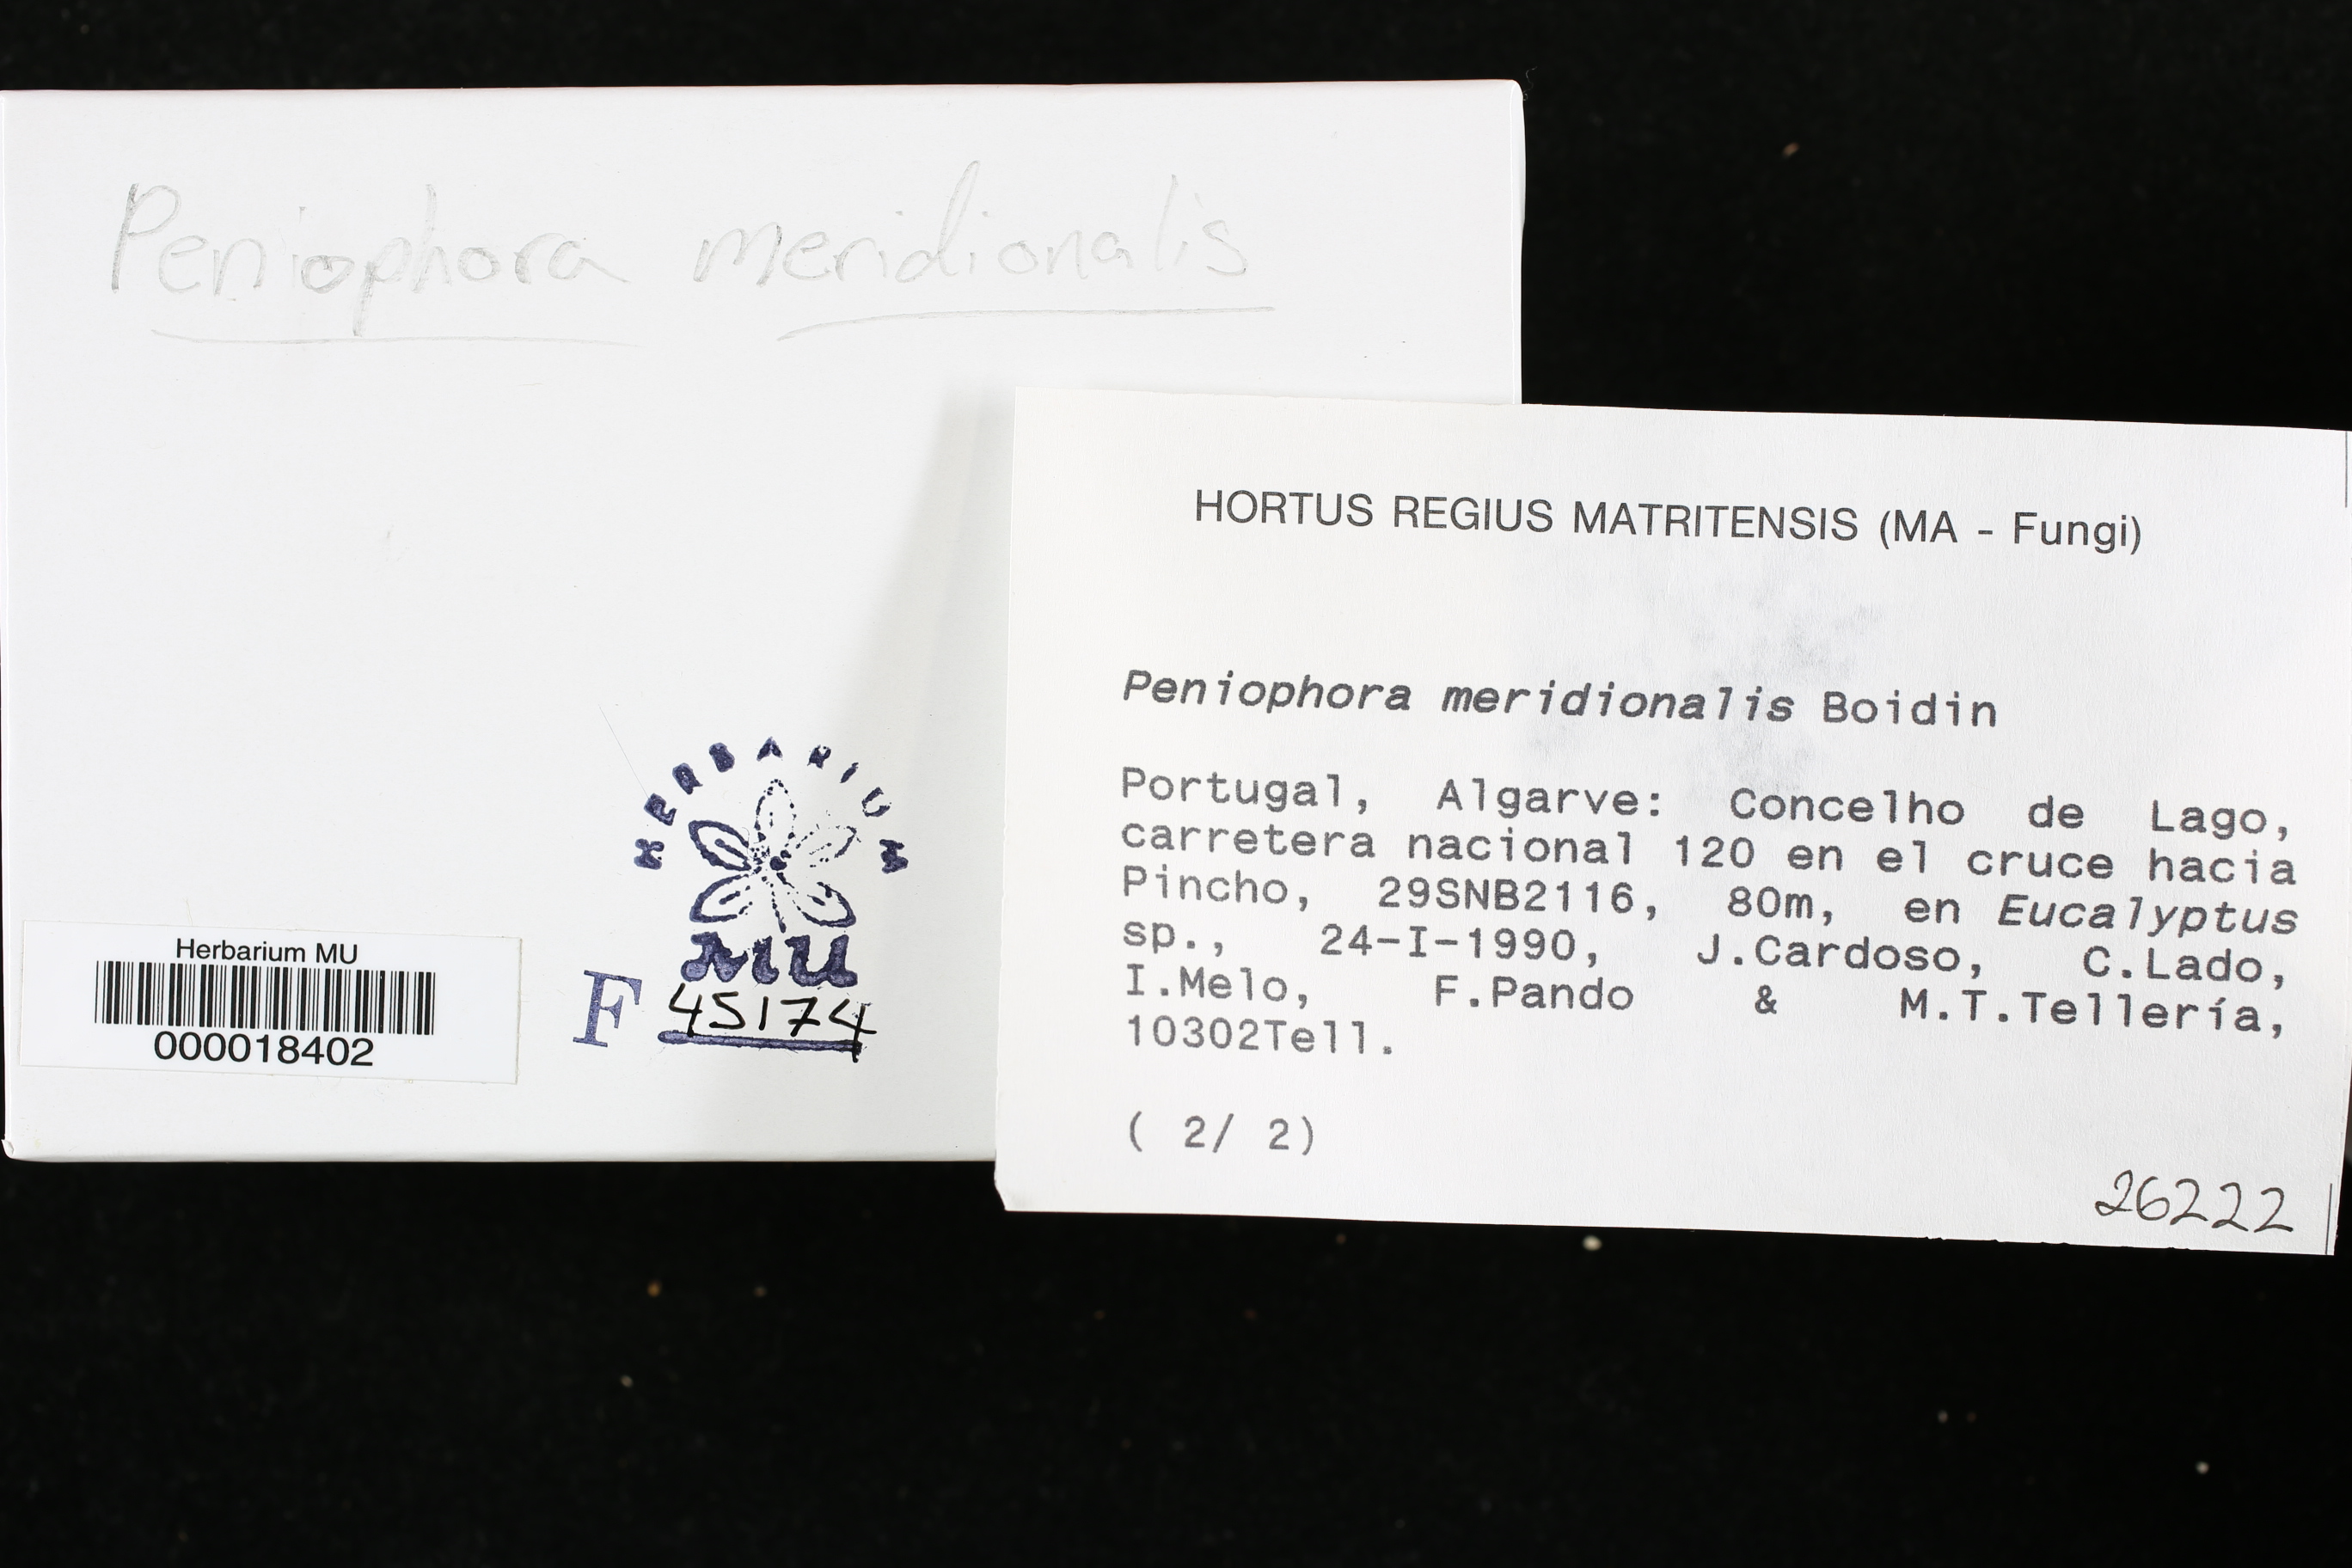 Peniophora meridionalis
HERBARIUM
MU
F 45174
Herbarium MU
000018402
HORTUS REGIUS MATRITENSIS (MA - Fungi)
Peniophora meridionalis Boidin
Portugal, Algarve: Concelho de Lago,
carretera nacional 120 en el cruce hacia
Pincho, 29SNB2116, 80m, en Eucalyptus
sp., 24-I-1990, J.Cardoso, C.Lado,
I.Melo, F.Pando & M.T.Tellería,
10302Tell.
( 2/ 2)
26222